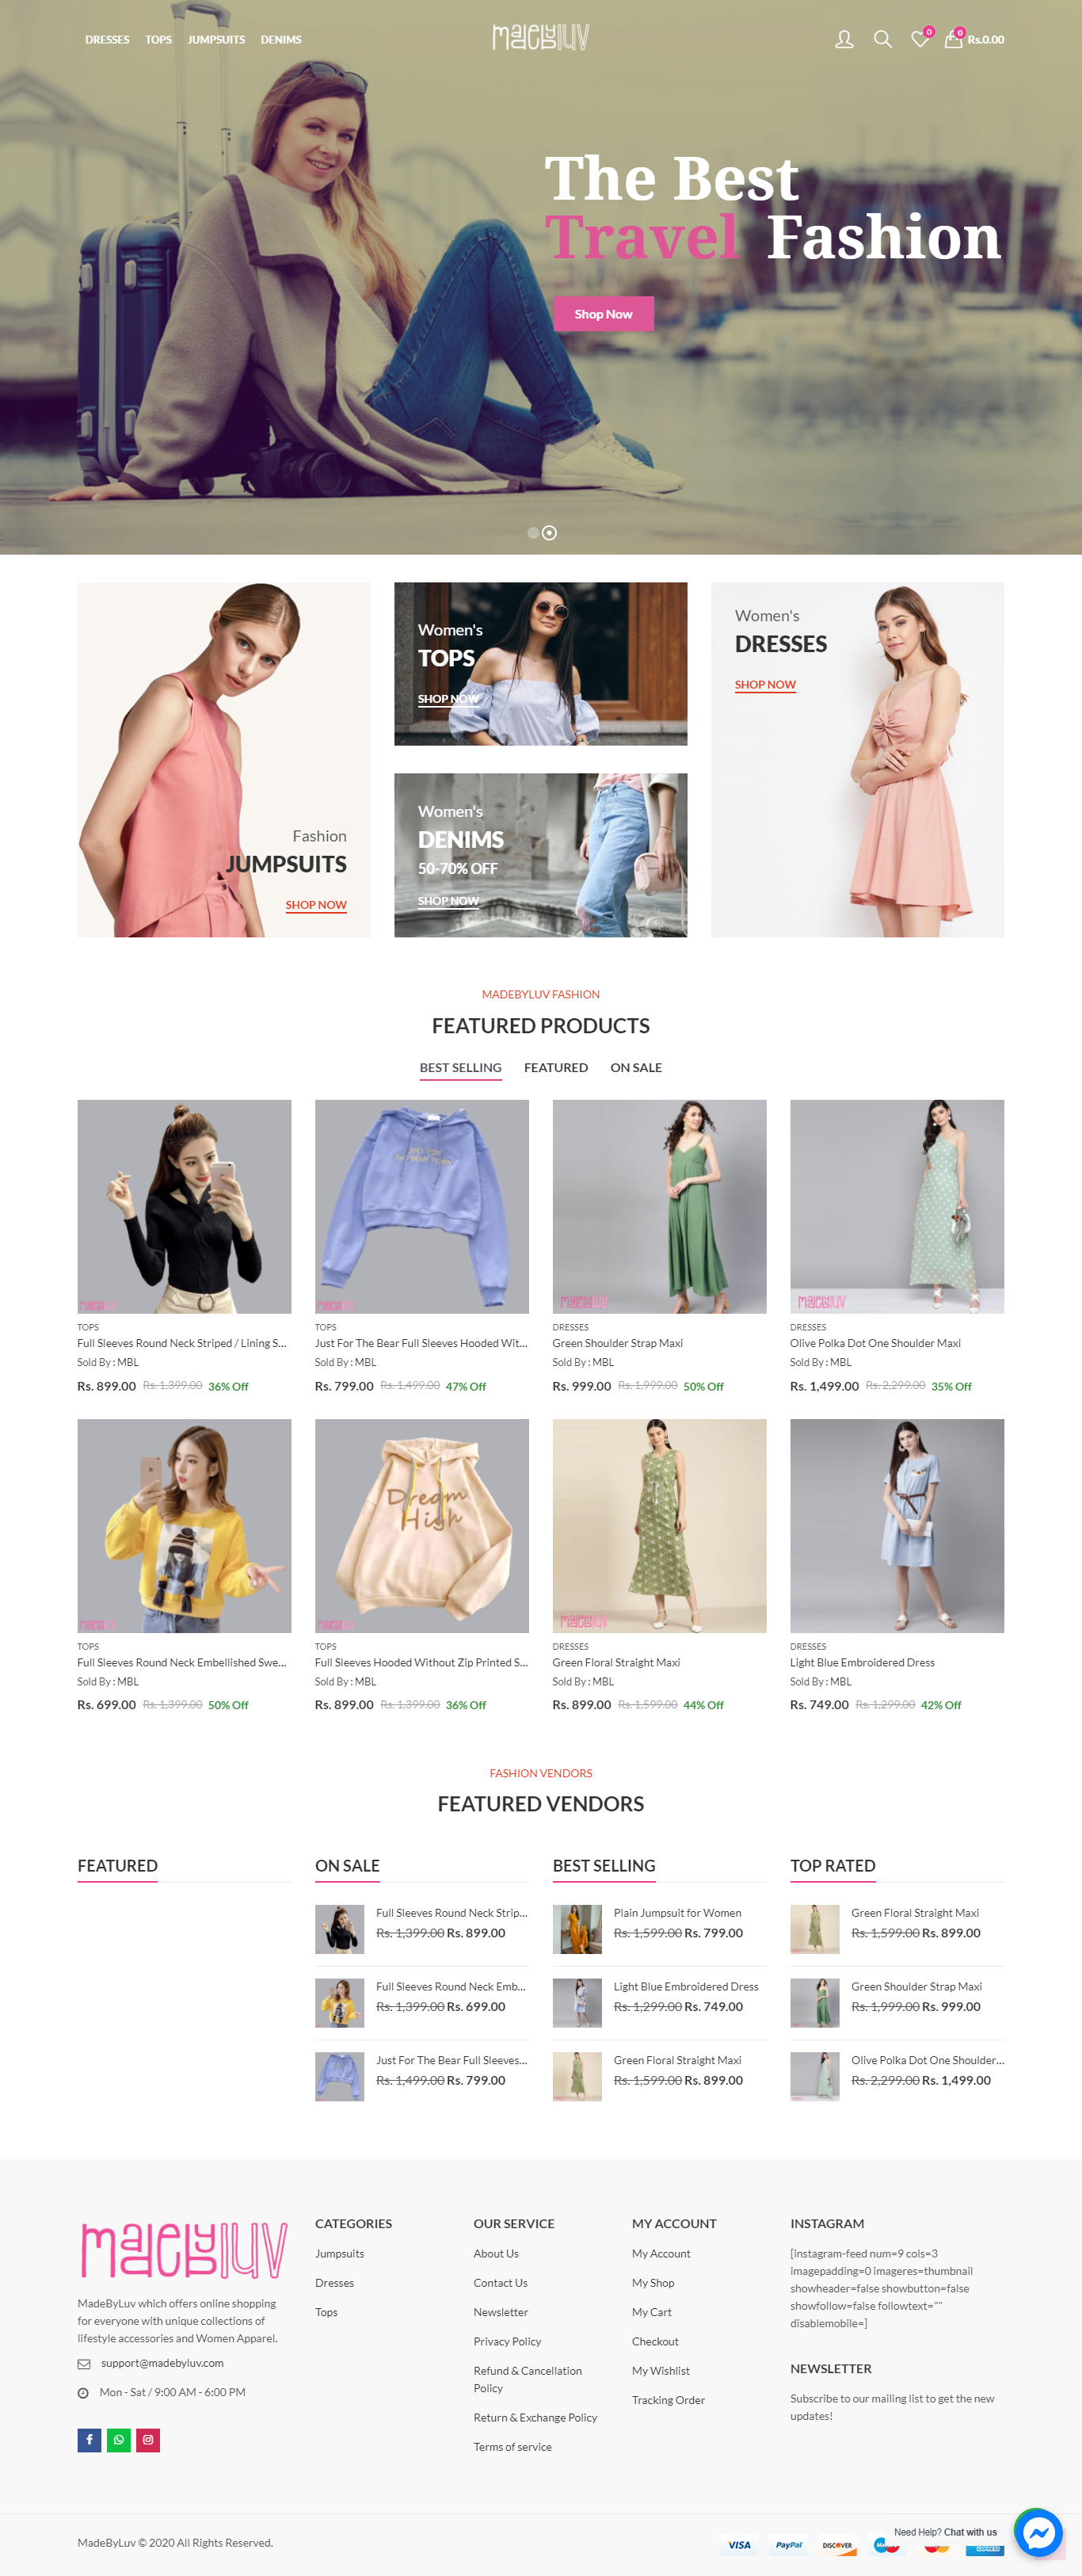 DRESSES TOPS JUMPSUITS DENIMS
madebyluv
0
0
Rs.0.00
The Best
Travel Fashion
Shop Now
Fashion
JUMPSUITS
SHOP NOW
Women's
TOPS
SHOP NOW
Women's
DENIMS
50-70% OFF
SHOP NOW
Women's
DRESSES
SHOP NOW
MADEBYLUV FASHION
FEATURED PRODUCTS
BEST SELLING FEATURED ON SALE
madebyluv
TOPS
Full Sleeves Round Neck Striped / Lining S...
Sold By : MBL
Rs. 899.00 Rs. 1,399.00 36% Off
JUST FOR
THE BEAR TOWN
madebyluv
TOPS
Just For The Bear Full Sleeves Hooded Wit...
Sold By : MBL
Rs. 799.00 Rs. 1,499.00 47% Off
madebyluv
DRESSES
Green Shoulder Strap Maxi
Sold By : MBL
Rs. 999.00 Rs. 1,999.00 50% Off
madebyluv
DRESSES
Olive Polka Dot One Shoulder Maxi
Sold By : MBL
Rs. 1,499.00 Rs. 2,299.00 35% Off
madebyluv
TOPS
Full Sleeves Round Neck Embellished Swe...
Sold By : MBL
Rs. 699.00 Rs. 1,399.00 50% Off
Dream
High
madebyluv
TOPS
Full Sleeves Hooded Without Zip Printed S...
Sold By : MBL
Rs. 899.00 Rs. 1,399.00 36% Off
madebyluv
DRESSES
Green Floral Straight Maxi
Sold By : MBL
Rs. 899.00 Rs. 1,599.00 44% Off
DRESSES
Light Blue Embroidered Dress
Sold By : MBL
Rs. 749.00 Rs. 1,299.00 42% Off
FASHION VENDORS
FEATURED VENDORS
FEATURED
ON SALE
Full Sleeves Round Neck Strip...
Rs. 1,399.00 Rs. 899.00
Full Sleeves Round Neck Emb...
Rs. 1,399.00 Rs. 699.00
Just For The Bear Full Sleeves...
Rs. 1,499.00 Rs. 799.00
BEST SELLING
Plain Jumpsuit for Women
Rs. 1,599.00 Rs. 799.00
Light Blue Embroidered Dress
Rs. 1,299.00 Rs. 749.00
Green Floral Straight Maxi
Rs. 1,599.00 Rs. 899.00
TOP RATED
Green Floral Straight Maxi
Rs. 1,599.00 Rs. 899.00
Green Shoulder Strap Maxi
Rs. 1,999.00 Rs. 999.00
Olive Polka Dot One Shoulder...
Rs. 2,299.00 Rs. 1,499.00
madebyluv
MadeByLuv which offers online shopping
for everyone with unique collections of
lifestyle accessories and Women Apparel.
support@madebyluv.com
Mon - Sat / 9:00 AM - 6:00 PM
CATEGORIES
Jumpsuits
Dresses
Tops
OUR SERVICE
About Us
Contact Us
Newsletter
Privacy Policy
Refund & Cancellation
Policy
Return & Exchange Policy
Terms of service
MY ACCOUNT
My Account
My Shop
My Cart
Checkout
My Wishlist
Tracking Order
INSTAGRAM
[instagram-feed num=9 cols=3
imagepadding=0 imageres=thumbnail
showheader=false showbutton=false
showfollow=false followtext=""
disablemobile=]
NEWSLETTER
Subscribe to our mailing list to get the new
updates!
MadeByLuv © 2020 All Rights Reserved.
VISA
PayPal
DISCOVER
EXPRESS
Need Help? Chat with us